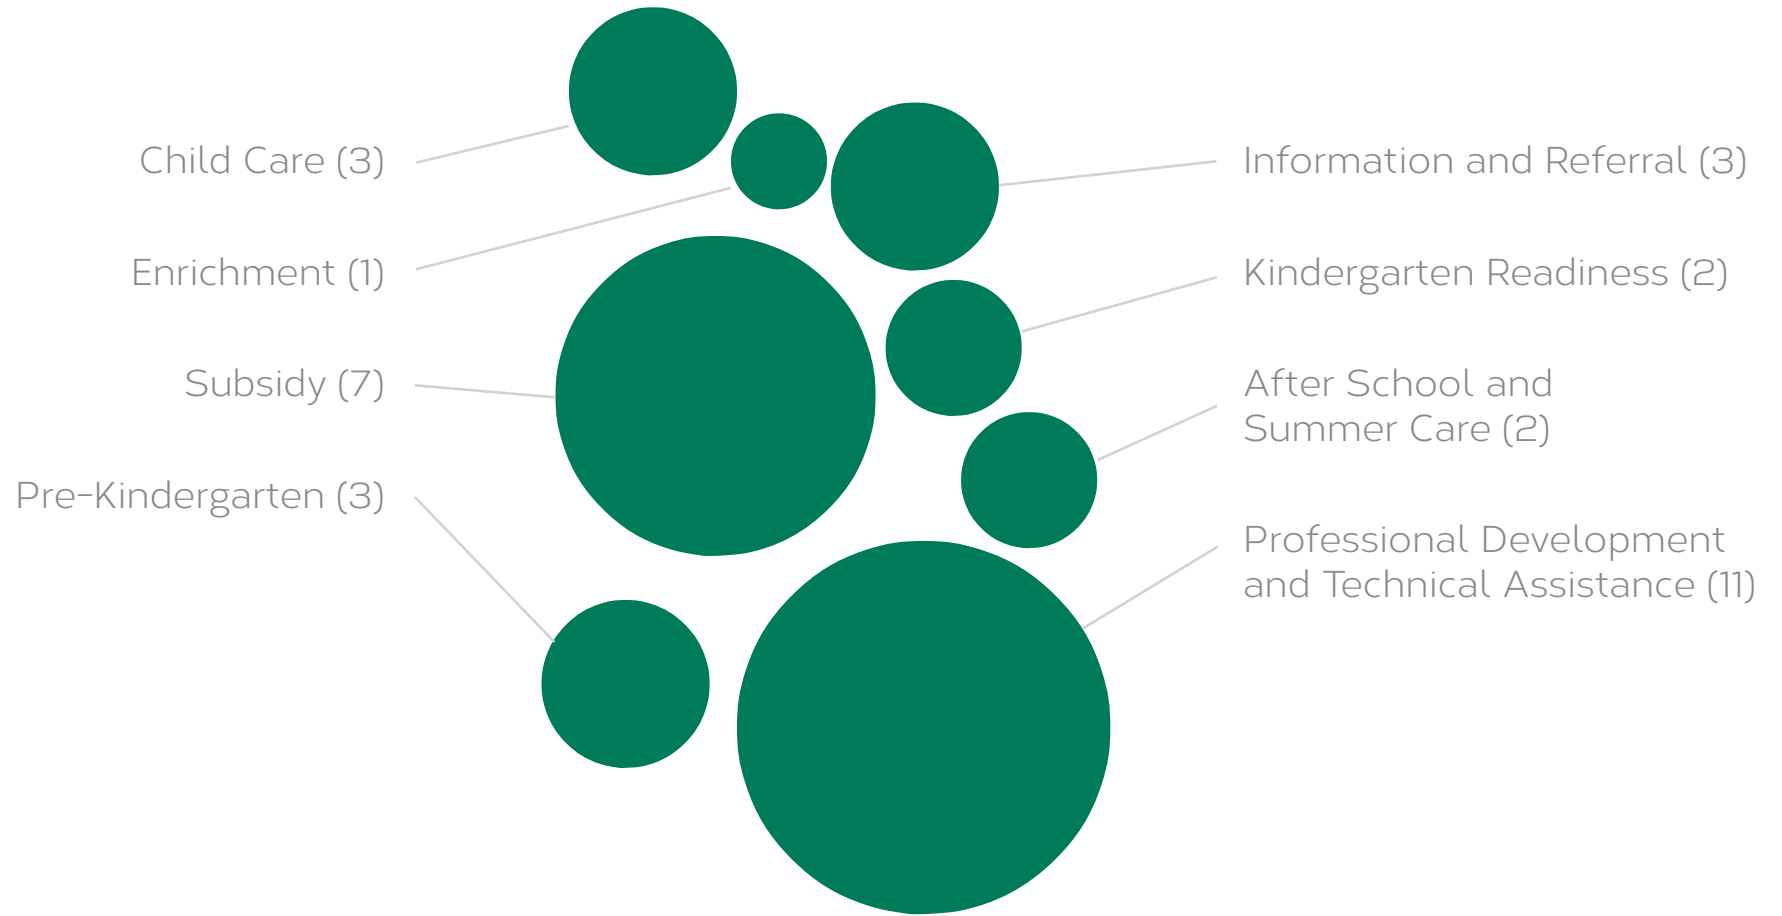 Child Care (3)
Enrichment (1)
Subsidy (7)
Pre-Kindergarten (3)
Information and Referral (3)
Kindergarten Readiness (2)
After School and
Summer Care (2)
Professional Development
and Technical Assistance (11)